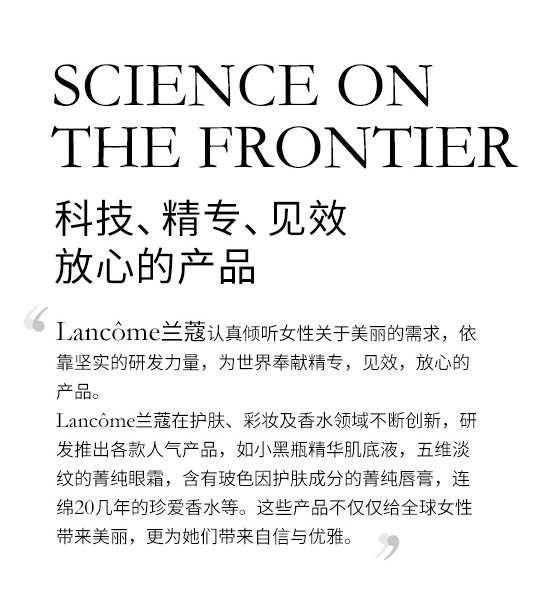 SCIENCE ON
THE FRONTIER
科技、精专、见效
放心的产品
“
Lancôme兰蔻认真倾听女性关于美丽的需求，依
靠坚实的研发力量，为世界奉献精专，见效，放心的
产品。
Lancôme兰蔻在护肤、彩妆及香水领域不断创新，研
发推出各款人气产品，如小黑瓶精华肌底液，五维淡
纹的菁纯眼霜，含有玻色因护肤成分的菁纯唇膏，连
绵20几年的珍爱香水等。这些产品不仅仅给全球女性
带来美丽，更为她们带来自信与优雅。
”